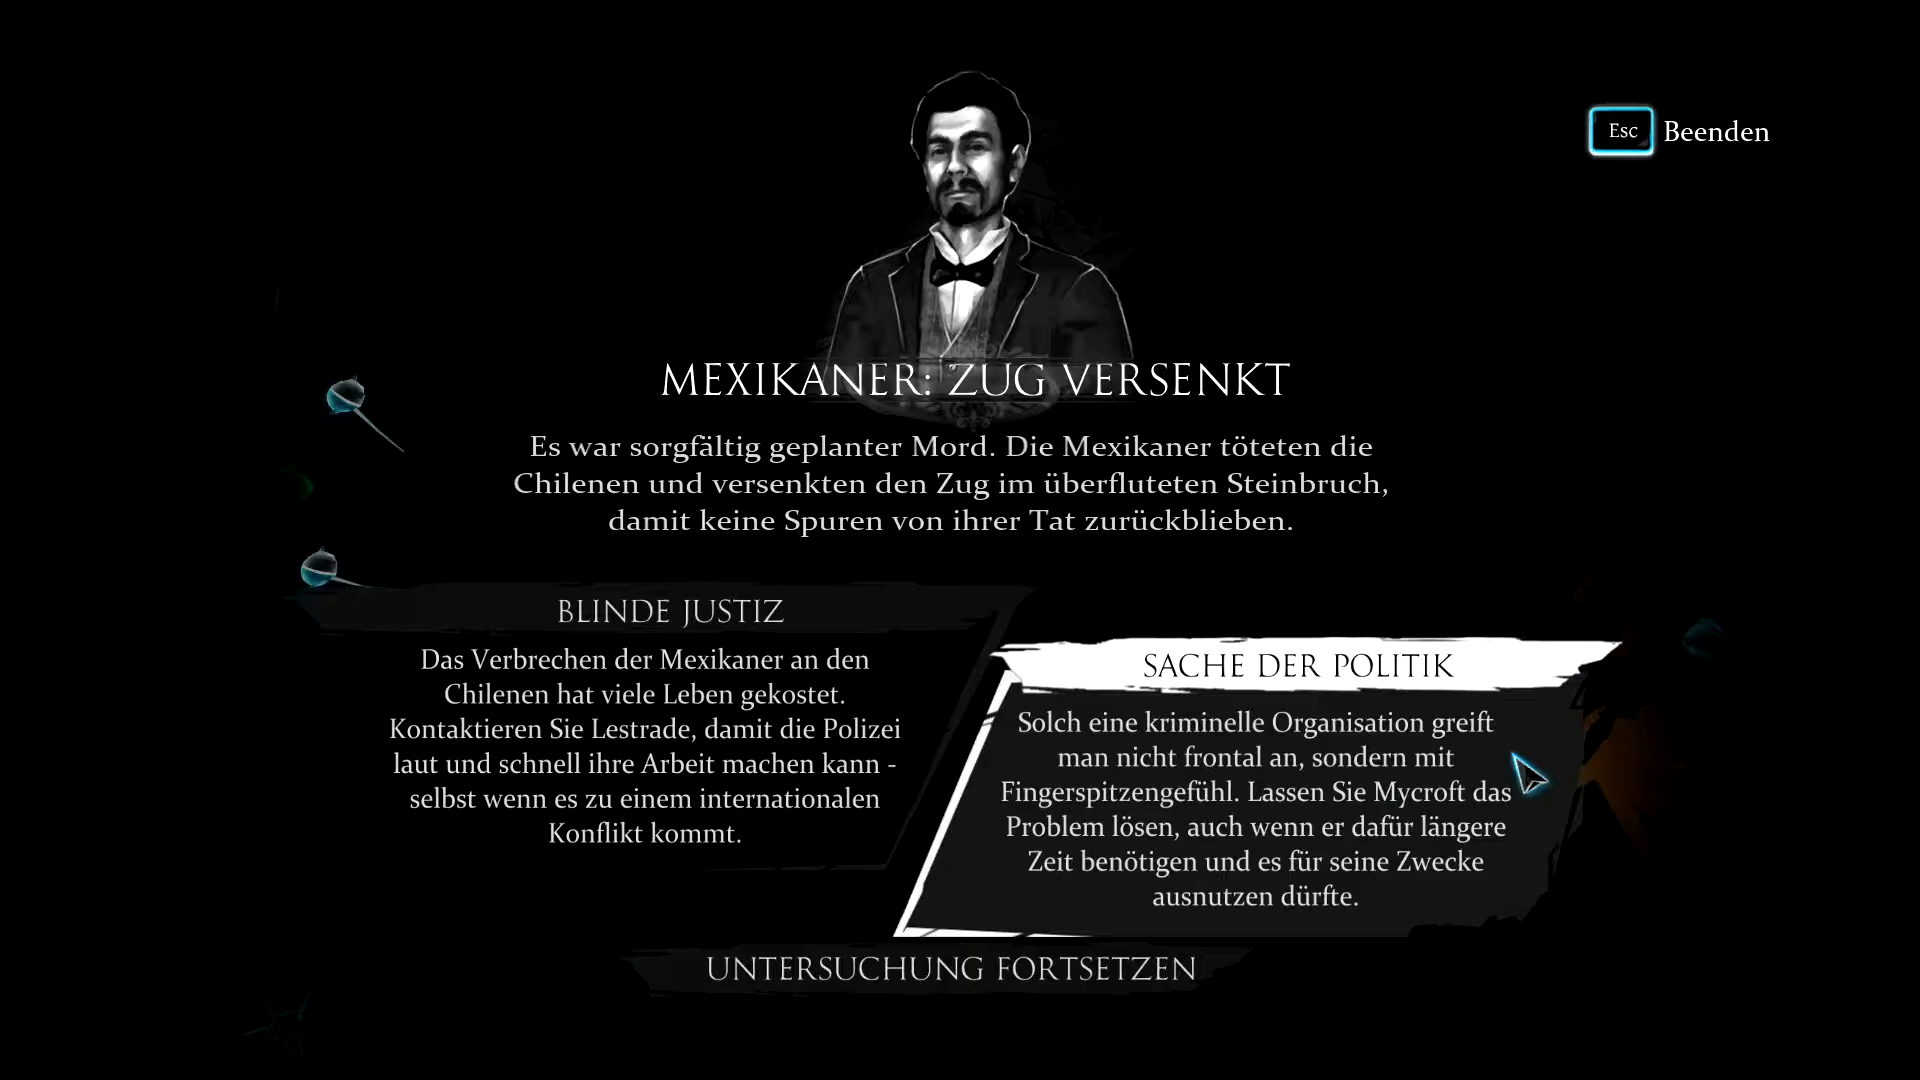 Esc Beenden
MEXIKANER: ZUG VERSENKT
Es war sorgfältig geplanter Mord. Die Mexikaner töteten die
Chilenen und versenkten den Zug im überfluteten Steinbruch,
damit keine Spuren von ihrer Tat zurückblieben.
BLINDE JUSTIZ
Das Verbrechen der Mexikaner an den
Chilenen hat viele Leben gekostet.
Kontaktieren Sie Lestrade, damit die Polizei
laut und schnell ihre Arbeit machen kann -
selbst wenn es zu einem internationalen
Konflikt kommt.
SACHE DER POLITIK
Solch eine kriminelle Organisation greift
man nicht frontal an, sondern mit
Fingerspitzengefühl. Lassen Sie Mycroft das
Problem lösen, auch wenn er dafür längere
Zeit benötigen und es für seine Zwecke
ausnutzen dürfte.
UNTERSUCHUNG FORTSETZEN